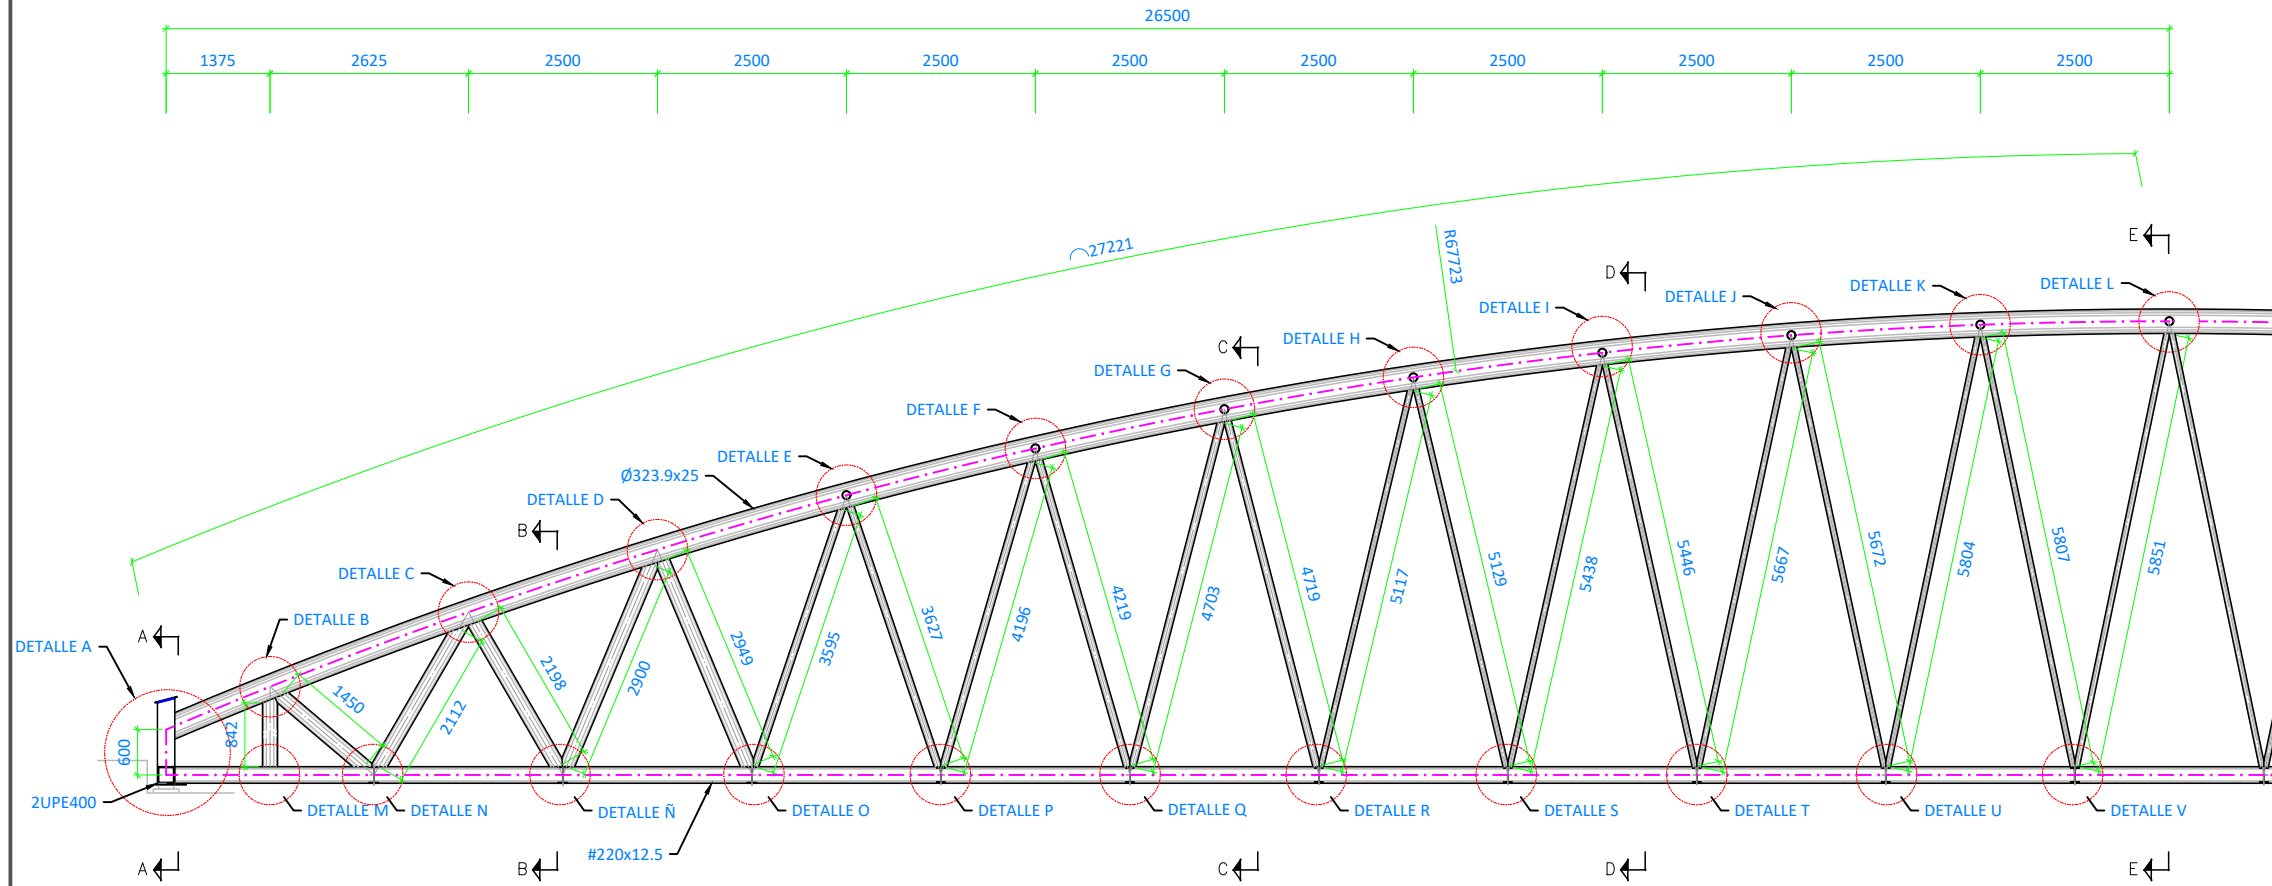 26500
1375 2625 2500 2500 2500 2500 2500 2500 2500 2500 2500
27221
R67723
E
D
DETALLE L
DETALLE K
DETALLE J
DETALLE I
DETALLE H
C
DETALLE G
DETALLE F
DETALLE E
Ø323.9x25
DETALLE D
B
DETALLE C
DETALLE B
A
DETALLE A
600
842
1450
2112
2198
2900
2949
3595
3627
4196
4219
4703
4719
5117
5129
5438
5446
5667
5672
5804
5807
5851
2UPE400
DETALLE M
DETALLE N
DETALLE Ñ
DETALLE O
DETALLE P
DETALLE Q
DETALLE R
DETALLE S
DETALLE T
DETALLE U
DETALLE V
#220x12.5
A B C D E